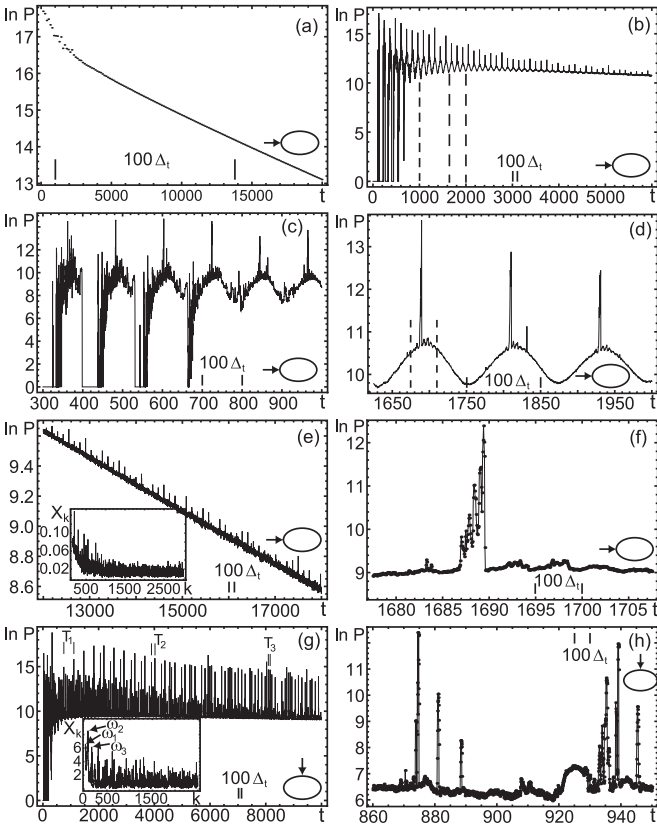 ln P
(a)
17
16
15
14
13
100 Δt
0
5000
10000
15000
t
ln P
(b)
15
10
5
0
100 Δt
0
1000
2000
3000
4000
5000
t
ln P
(c)
14
12
10
8
6
4
2
0
100 Δt
300
400
500
600
700
800
900
t
(d)
13
12
11
10
100 Δt
1650
1750
1850
1950
t
ln P
(e)
9.4
9.2
9.0
8.8
8.6
Xk
0.10
0.06
0.02
500
1500
2500
k
100 Δt
13000
15000
17000
t
ln P
(f)
12
11
10
9
100 Δt
1680
1685
1690
1695
1700
1705
t
ln P
(g)
T1
T2
T3
20
15
10
5
0
Xk
6
4
2
ω2
ω1
ω3
0
500
1500
k
100 Δt
0
2000
4000
6000
8000
t
ln P
(h)
11
10
9
8
7
6
100 Δt
860
880
900
920
940
t